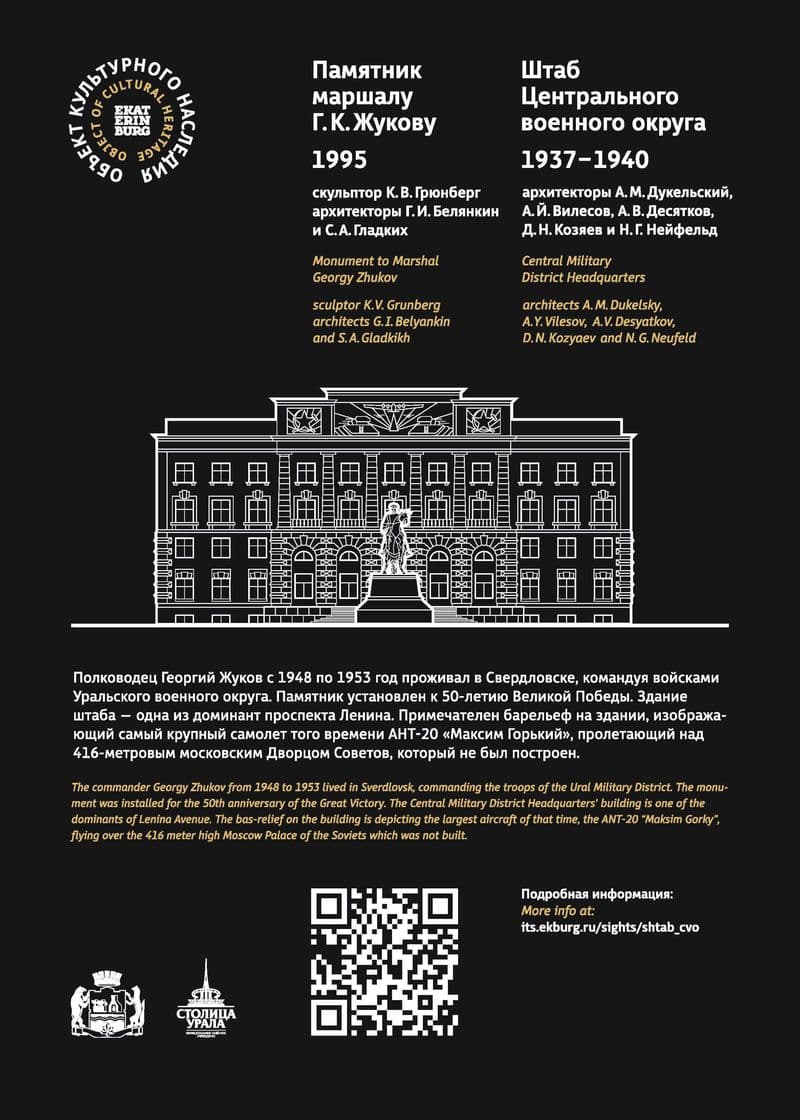 ОБЪЕКТ КУЛЬТУРНОГО НАСЛЕДИЯ
OBJECT OF CULTURAL HERITAGE
EKAT
ERIN
BURG
Памятник
маршалу
Г. К. Жукову
1995
скульптор К. В. Грюнберг
архитекторы Г. И. Белянкин
и С. А. Гладких
Monument to Marshal
Georgy Zhukov
sculptor K.V. Grunberg
architects G. I. Belyankin
and S. A. Gladkikh
Штаб
Центрального
военного округа
1937–1940
архитекторы А. М. Дукельский,
А. Й. Вилесов, А. В. Десятков,
Д. Н. Козяев и Н. Г. Нейфельд
Central Military
District Headquarters
architects A. M. Dukelsky,
A.Y. Vilesov, A.V. Desyatkov,
D. N. Kozyaev and N. G. Neufeld
Полководец Георгий Жуков с 1948 по 1953 год проживал в Свердловске, командуя войсками
Уральского военного округа. Памятник установлен к 50-летию Великой Победы. Здание
штаба — одна из доминант проспекта Ленина. Примечателен барельеф на здании, изобража-
ющий самый крупный самолет того времени АНТ-20 «Максим Горький», пролетающий над
416-метровым московским Дворцом Советов, который не был построен.
The commander Georgy Zhukov from 1948 to 1953 lived in Sverdlovsk, commanding the troops of the Ural Military District. The monu-
ment was installed for the 50th anniversary of the Great Victory. The Central Military District Headquarters' building is one of the
dominants of Lenina Avenue. The bas-relief on the building is depicting the largest aircraft of that time, the ANT-20 "Maksim Gorky",
flying over the 416 meter high Moscow Palace of the Soviets which was not built.
Подробная информация:
More info at:
its.ekburg.ru/sights/shtab_cvo
СТОЛИЦА
УРАЛА